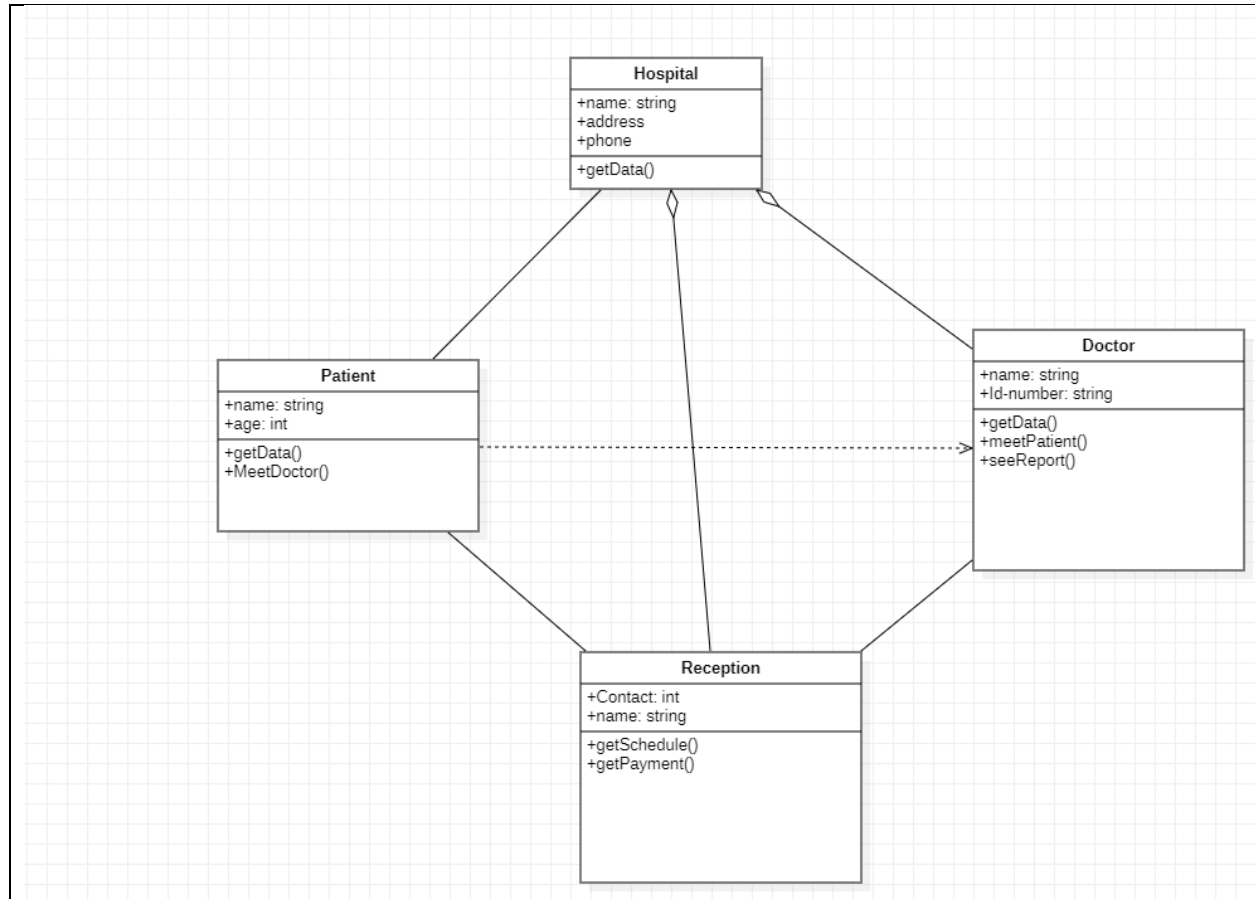 Hospital
+name: string
+address
+phone
+getData()
Patient
+name: string
+age: int
+getData()
+MeetDoctor()
Doctor
+name: string
+Id-number: string
+getData()
+meetPatient()
+seeReport()
Reception
+Contact: int
+name: string
+getSchedule()
+getPayment()